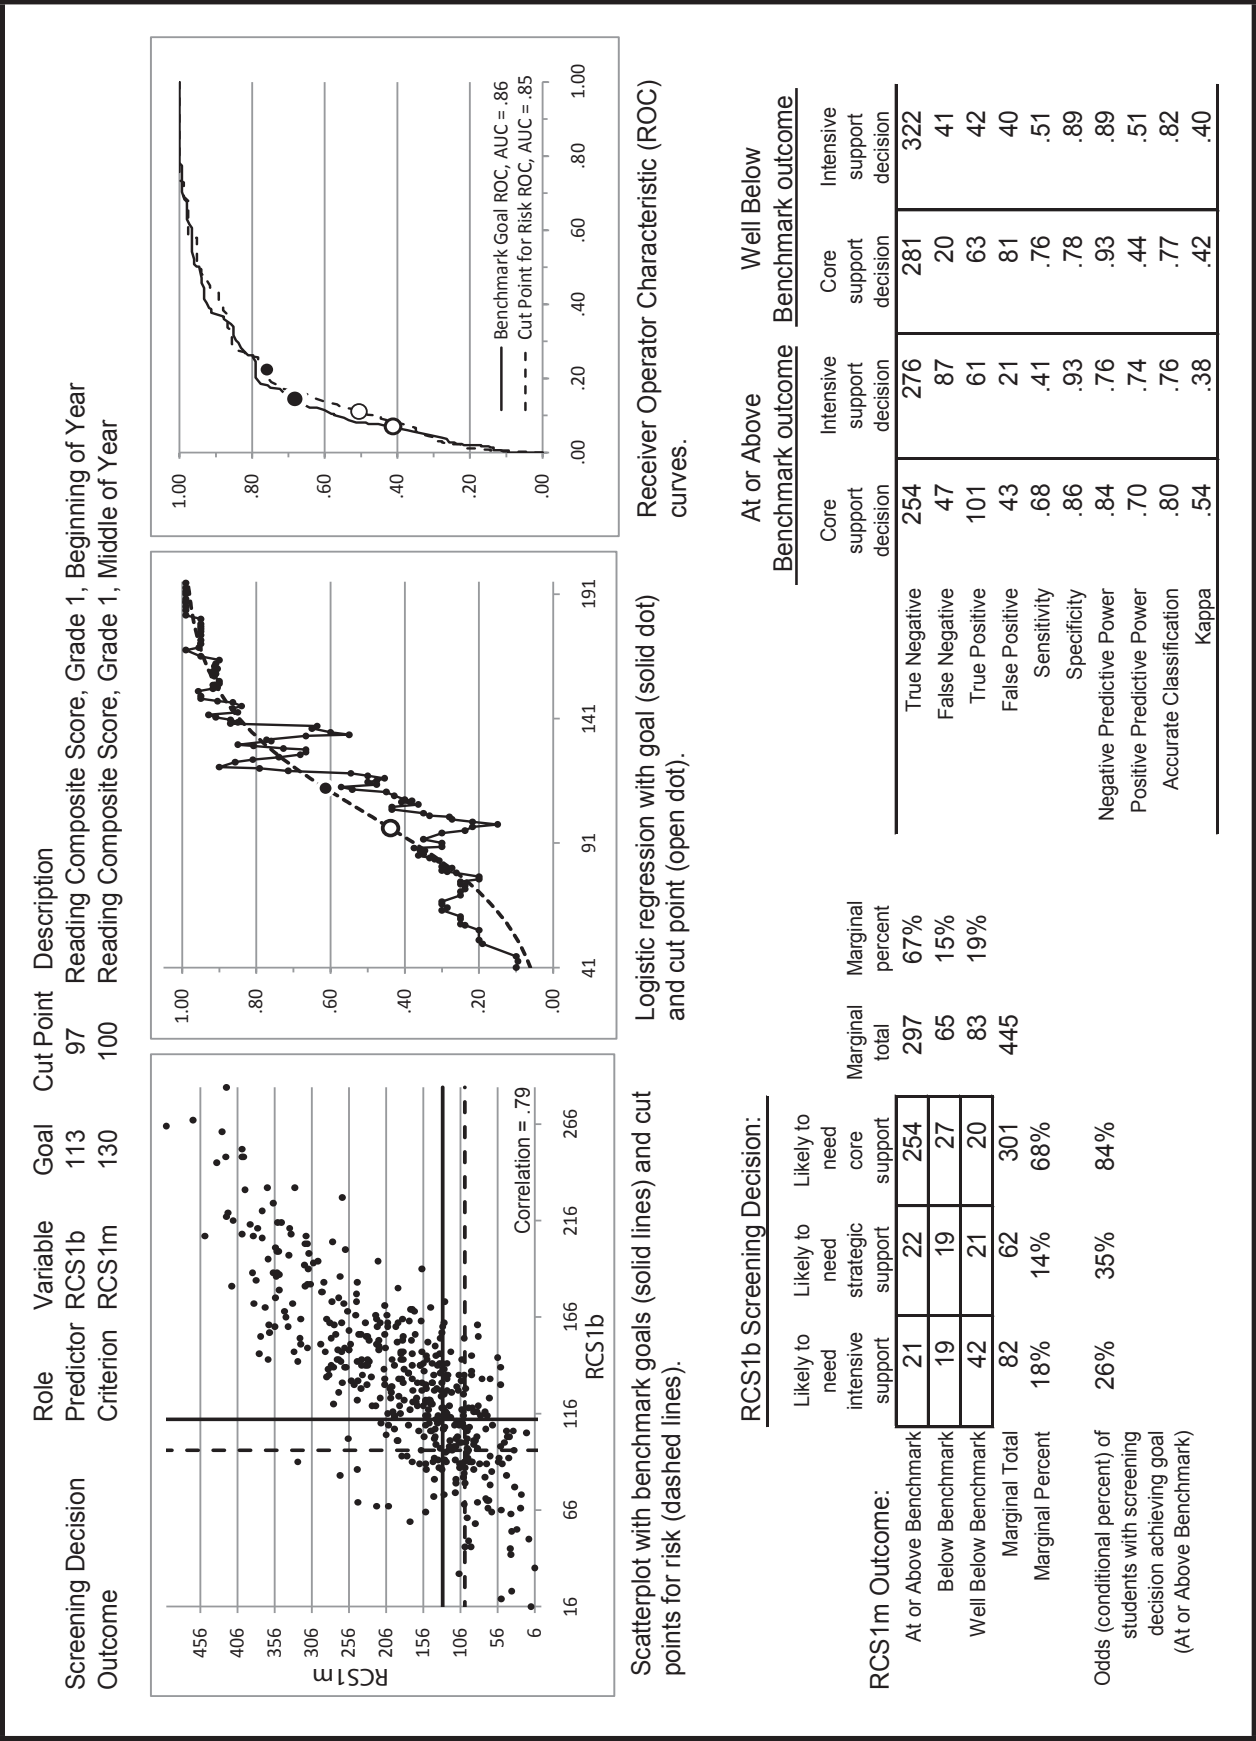 Role Variable Goal Cut Point Description
Screening Decision Predictor RCS1b 113 97 Reading Composite Score, Grade 1, Beginning of Year
Outcome Criterion RCS1m 130 100 Reading Composite Score, Grade 1, Middle of Year
456
406
356
306
256
206
156
106
56
6
RCS1m
16 66 116 166 216 266
RCS1b
Correlation = .79
Scatterplot with benchmark goals (solid lines) and cut
points for risk (dashed lines).
1.00
.80
.60
.40
.20
.00
41 91 141 191
Logistic regression with goal (solid dot)
and cut point (open dot).
1.00
.80
.60
.40
.20
.00
.00 .20 .40 .60 .80 1.00
Benchmark Goal ROC, AUC = .86
Cut Point for Risk ROC, AUC = .85
Receiver Operator Characteristic (ROC)
curves.
RCS1b Screening Decision:
RCS1m Outcome:
Likely to Likely to Likely to
need need need
intensive strategic core Marginal Marginal
support support support total percent
At or Above Benchmark 21 22 254 297 67%
Below Benchmark 19 19 27 65 15%
Well Below Benchmark 42 21 20 83 19%
Marginal Total 82 62 301 445
Marginal Percent 18% 14% 68%
Odds (conditional percent) of 26% 35% 84%
students with screening
decision achieving goal
(At or Above Benchmark)
At or Above Well Below
Benchmark outcome Benchmark outcome
Core Intensive Core Intensive
support support support support
decision decision decision decision
True Negative 254 276 281 322
False Negative 47 87 20 41
True Positive 101 61 63 42
False Positive 43 21 81 40
Sensitivity .68 .41 .76 .51
Specificity .86 .93 .78 .89
Negative Predictive Power .84 .76 .93 .89
Positive Predictive Power .70 .74 .44 .51
Accurate Classification .80 .76 .77 .82
Kappa .54 .38 .42 .40